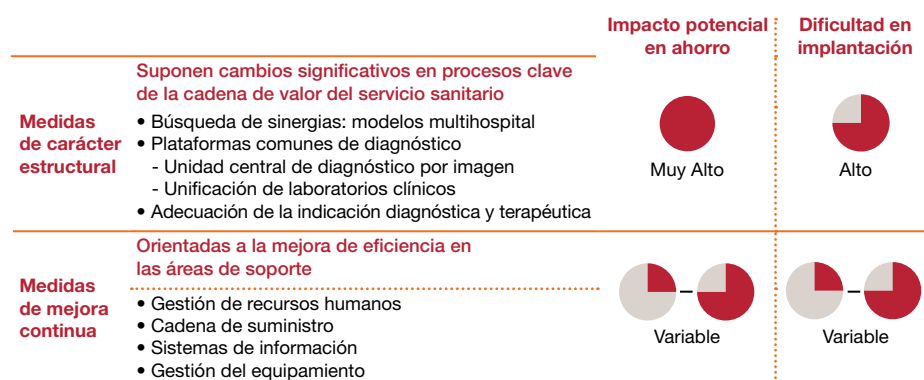 Impacto potencial
en ahorro
Dificultad en
implantación
Medidas
de carácter
estructural
Suponen cambios significativos en procesos clave
de la cadena de valor del servicio sanitario
• Búsqueda de sinergias: modelos multihospital
• Plataformas comunes de diagnóstico
- Unidad central de diagnóstico por imagen
- Unificación de laboratorios clínicos
• Adecuación de la indicación diagnóstica y terapéutica
Muy Alto
Alto
Medidas
de mejora
continua
Orientadas a la mejora de eficiencia en
las áreas de soporte
• Gestión de recursos humanos
• Cadena de suministro
• Sistemas de información
• Gestión del equipamiento
–
Variable
–
Variable